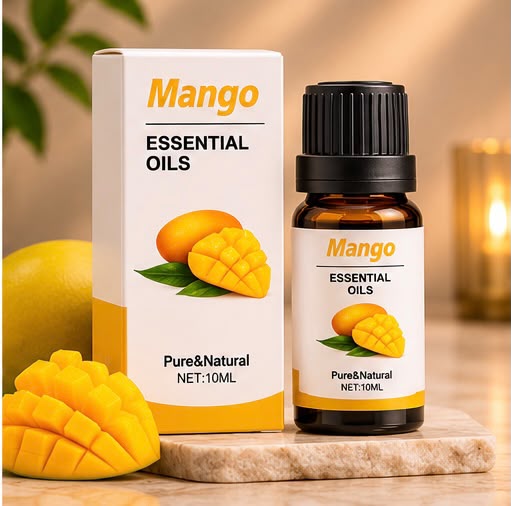 Mango
ESSENTIAL
OILS
Pure&Natural
NET:10ML
Mango
ESSENTIAL
OILS
Pure&Natural
NET:10ML